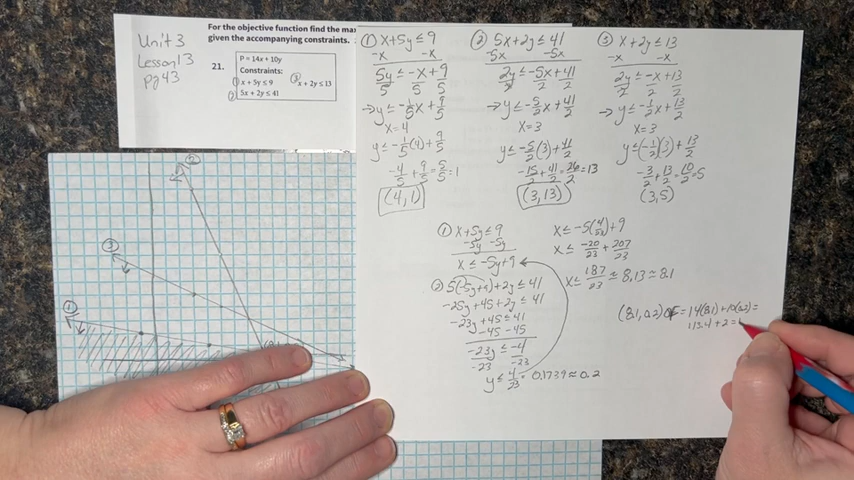 Unit 3
Lesson 13
pg 43
For the objective function find the max
given the accompanying constraints.
21.
P = 14x + 10y
Constraints:
① x + 5y ≤ 9
③ x + 2y ≤ 13
② 5x + 2y ≤ 41
① x+5y ≤ 9
-x -x
5y/5 ≤ -x/5 + 9/5
→ y ≤ -1/5x + 9/5
x=4
y ≤ -1/5(4) + 9/5
-4/5 + 9/5 = 5/5 = 1
(4,1)
② 5x+2y ≤ 41
-5x -5x
2y/2 ≤ -5x/2 + 41/2
→ y ≤ -5/2x + 41/2
x=3
y ≤ -5/2(3) + 41/2
-15/2 + 41/2 = 26/2 = 13
(3,13)
③ x+2y ≤ 13
-x -x
2y/2 ≤ -x/2 + 13/2
→ y ≤ -1/2x + 13/2
x=3
y ≤ (-1/2)(3) + 13/2
-3/2 + 13/2 = 10/2 = 5
(3,5)
① x+5y ≤ 9
-5y -5y
x ≤ -5y+9
② 5(-5y+9)+2y ≤ 41
-25y+45+2y ≤ 41
-23y+45 ≤ 41
-45 -45
-23y/-23 ≤ -4/-23
y ≤ 4/23 = 0.1739 ≈ 0.2
x ≤ -5(4/23)+9
x ≤ -20/23 + 207/23
x ≤ 187/23 ≈ 8.13 ≈ 8.1
(8.1, 0.2) = 14(8.1)+10(0.2) =
113.4 + 2 =
②
③
①